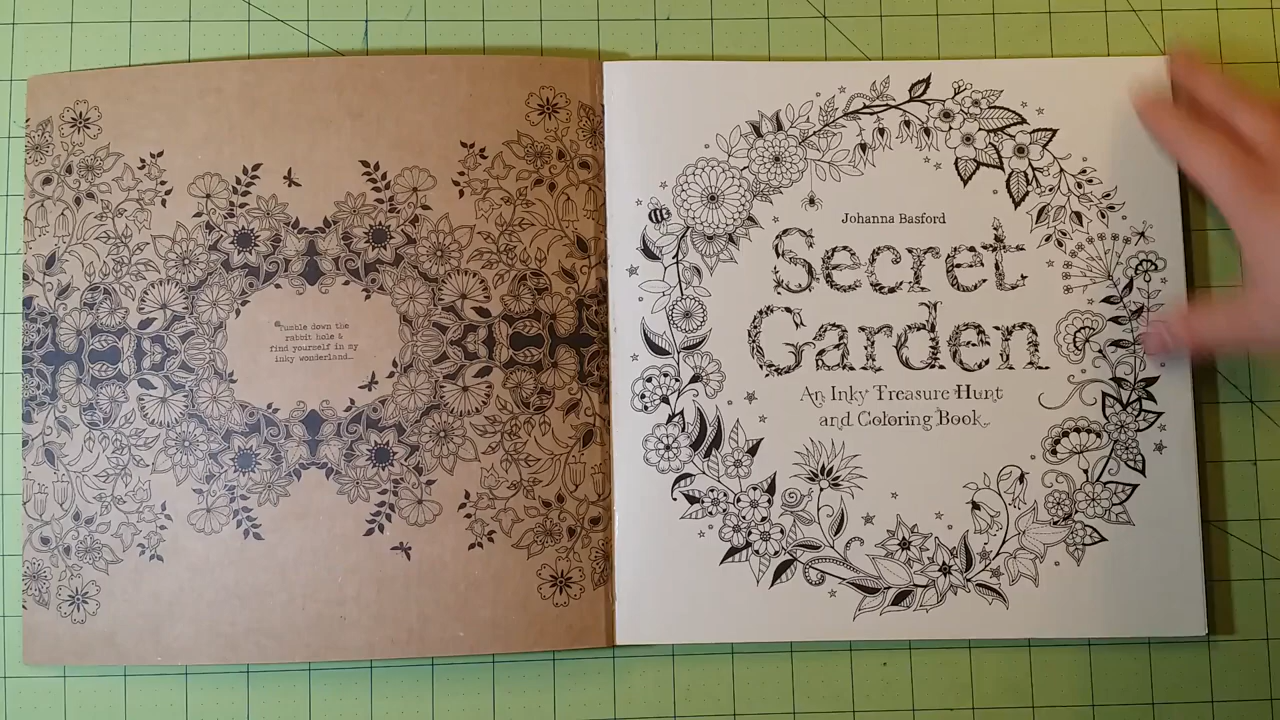 Tumble down the
rabbit hole &
find yourself in my
inky wonderland...
Johanna Basford
Secret
Garden
An Inky Treasure Hunt
and Coloring Book